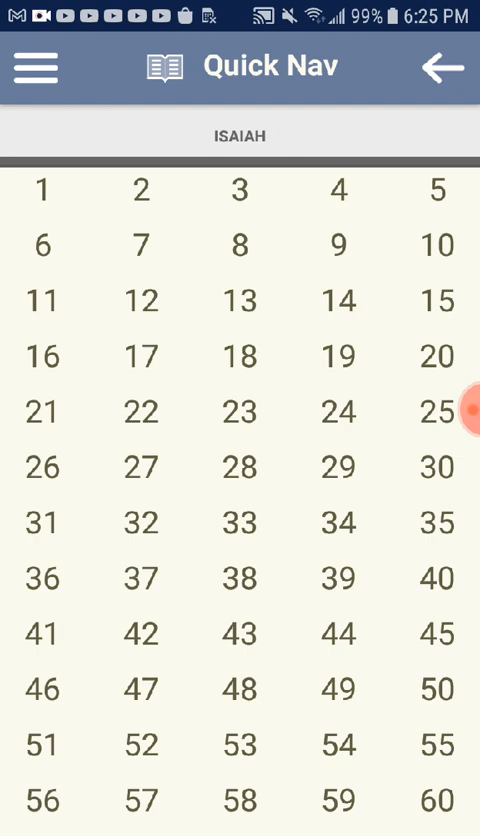 99% 6:25 PM
Quick Nav
ISAIAH
1 2 3 4 5
6 7 8 9 10
11 12 13 14 15
16 17 18 19 20
21 22 23 24 25
26 27 28 29 30
31 32 33 34 35
36 37 38 39 40
41 42 43 44 45
46 47 48 49 50
51 52 53 54 55
56 57 58 59 60